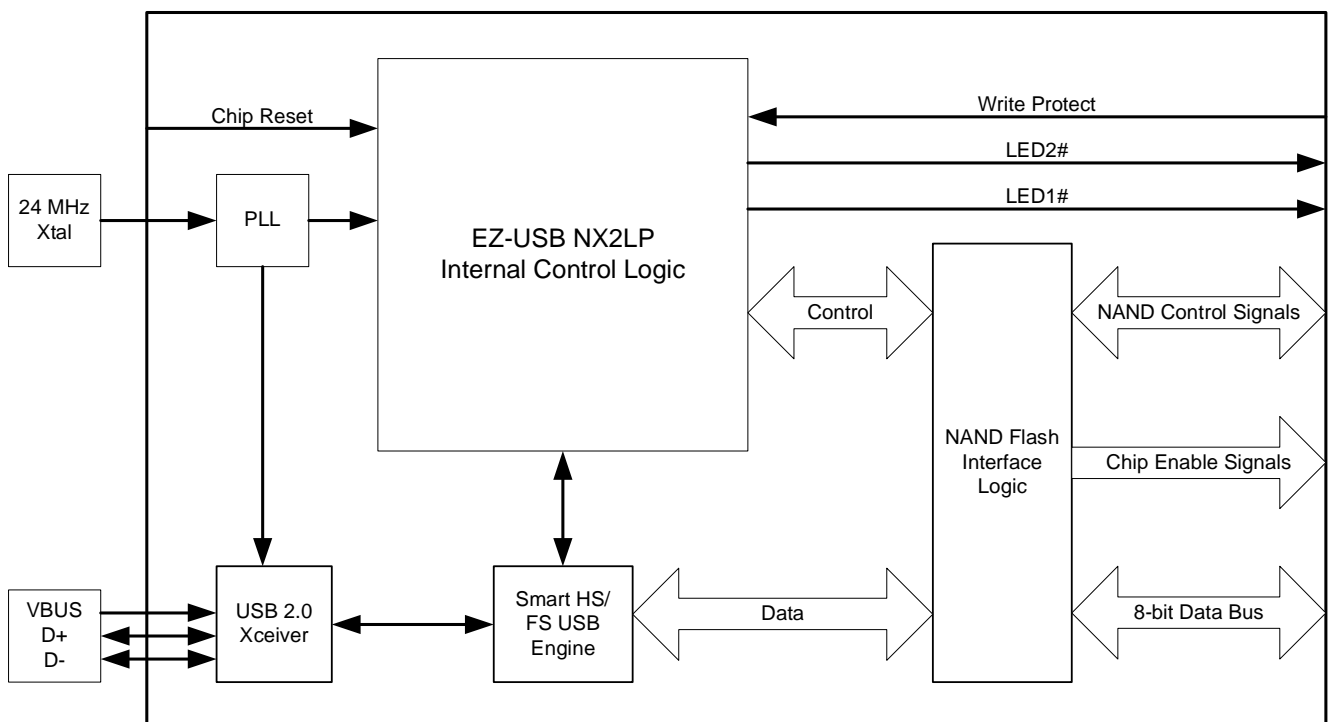 Chip Reset
Write Protect
LED2#
LED1#
24 MHz
Xtal
PLL
EZ-USB NX2LP
Internal Control Logic
Control
NAND Control Signals
NAND Flash
Interface
Logic
Chip Enable Signals
VBUS
D+
D-
USB 2.0
Xceiver
Smart HS/
FS USB
Engine
Data
8-bit Data Bus